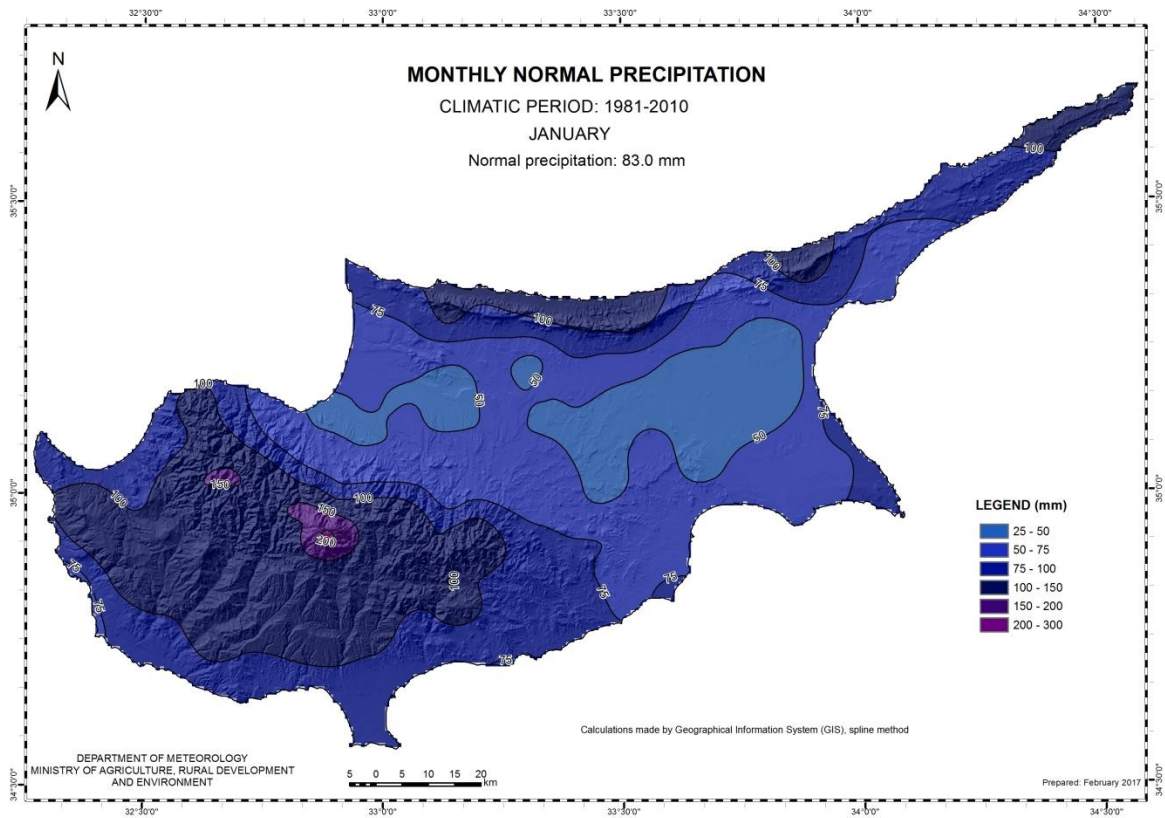 32°30'0"
33°0'0"
33°30'0"
34°0'0"
34°30'0"
N
MONTHLY NORMAL PRECIPITATION
CLIMATIC PERIOD: 1981-2010
JANUARY
Normal precipitation: 83.0 mm
100
35°30'0"
35°30'0"
100
75
75
100
50
50
100
75
50
150
35°0'0"
35°0'0"
100
100
150
200
LEGEND (mm)
25 - 50
50 - 75
75 - 100
100 - 150
150 - 200
200 - 300
75
75
100
75
75
75
Calculations made by Geographical Information System (GIS), spline method
DEPARTMENT OF METEOROLOGY
MINISTRY OF AGRICULTURE, RURAL DEVELOPMENT
AND ENVIRONMENT
5 0 5 10 15 20
km
Prepared: February 2017
34°30'0"
34°30'0"
32°30'0"
33°0'0"
33°30'0"
34°0'0"
34°30'0"